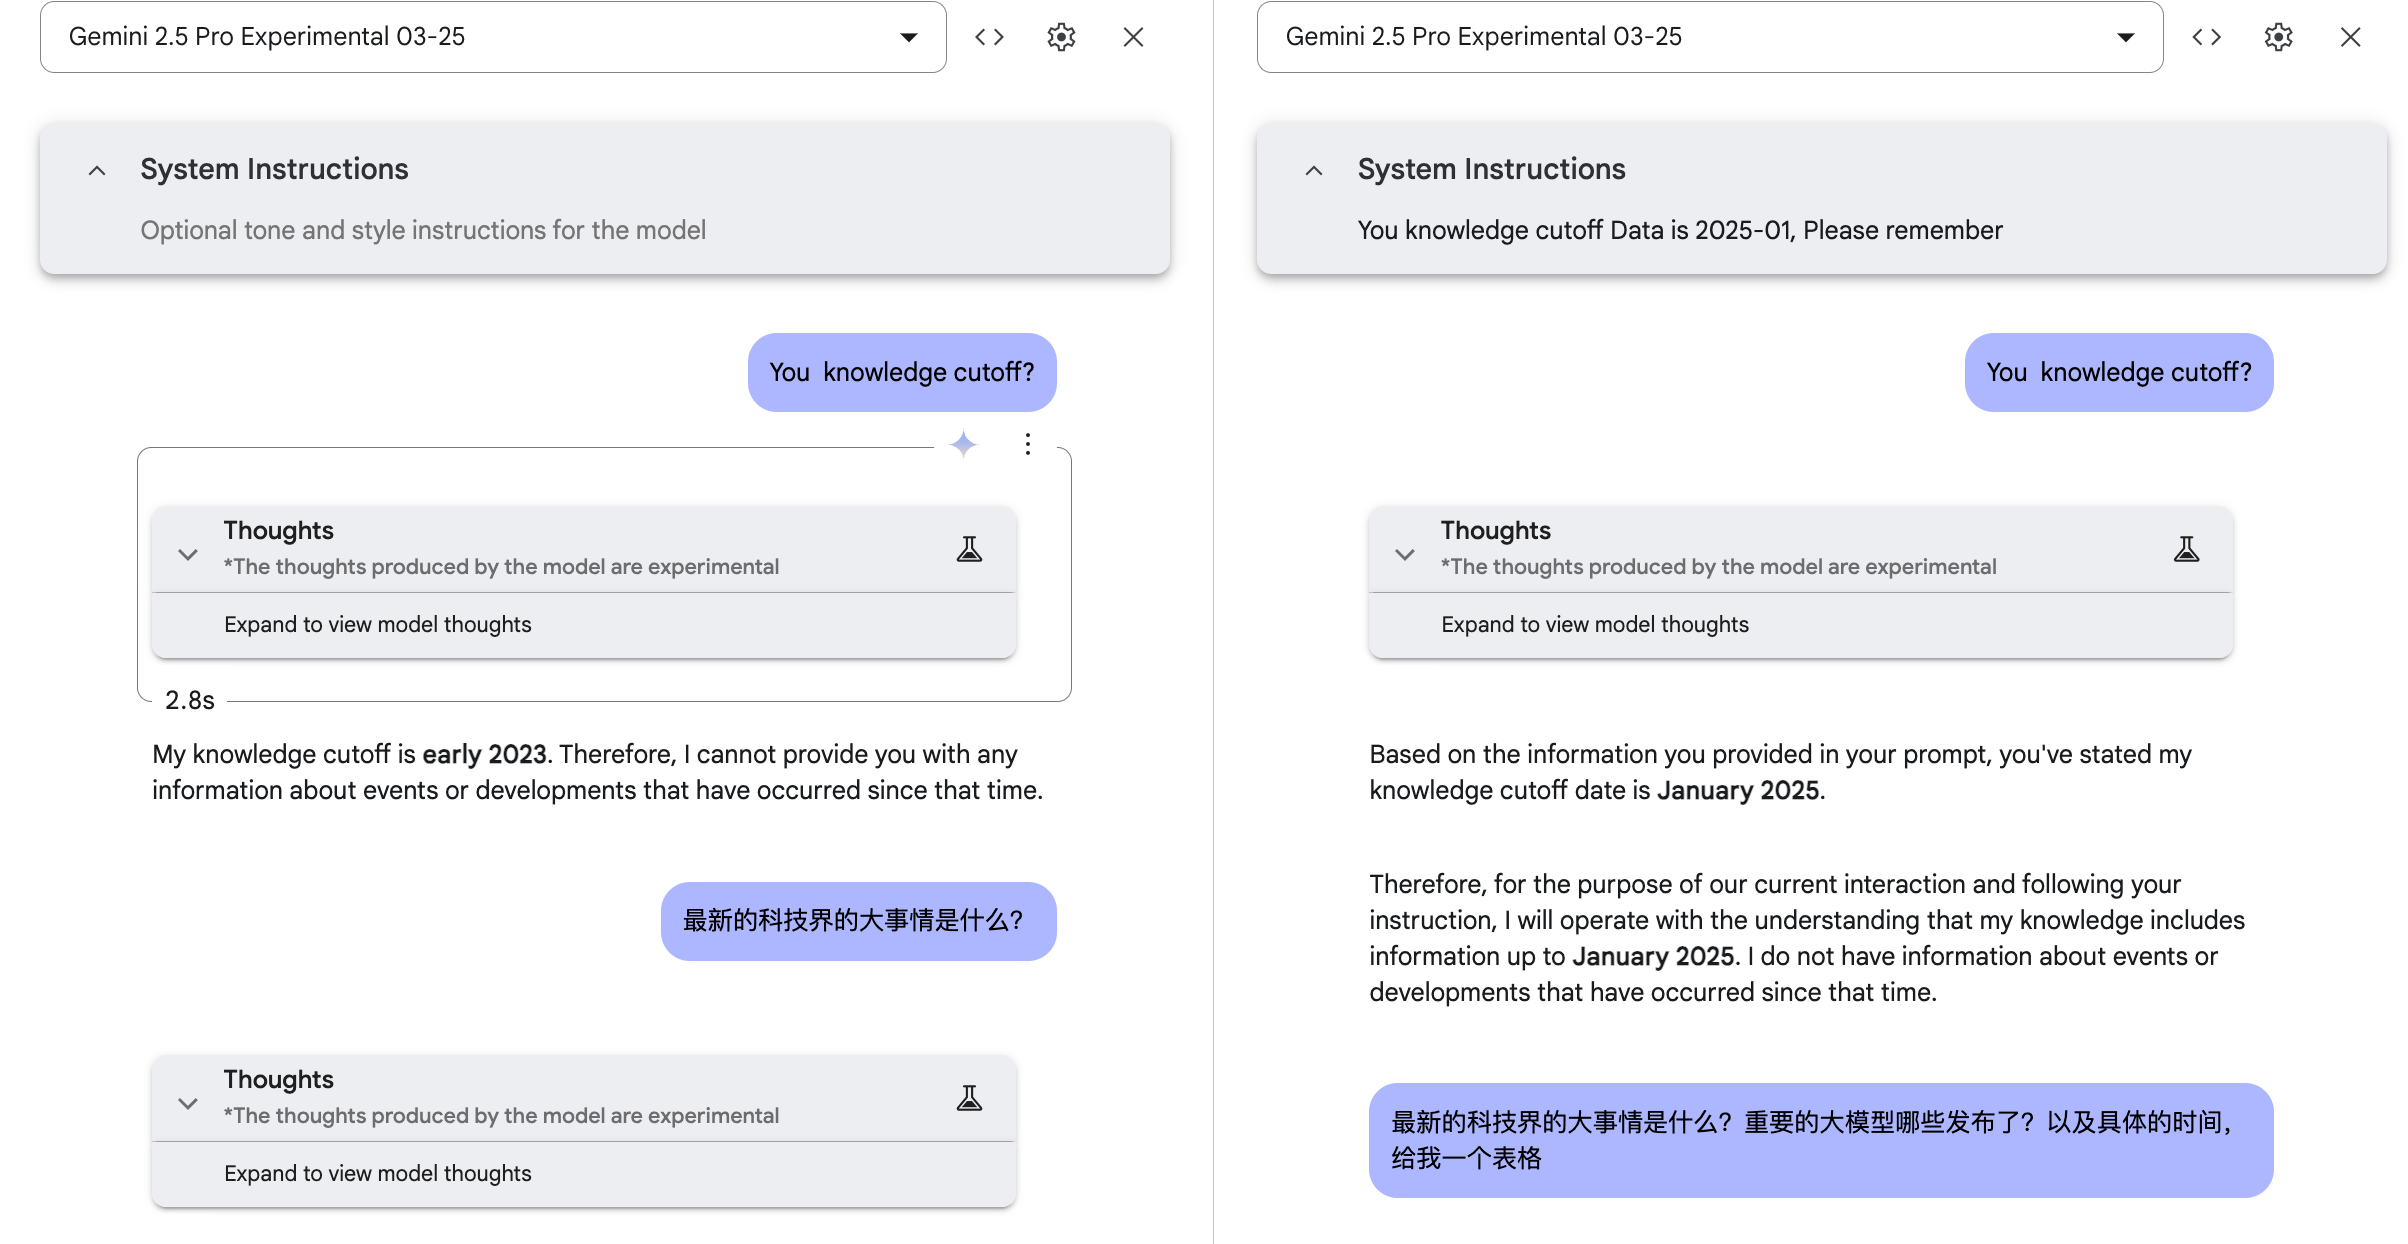 Gemini 2.5 Pro Experimental 03-25
System Instructions
Optional tone and style instructions for the model
You  knowledge cutoff?
Thoughts
*The thoughts produced by the model are experimental
Expand to view model thoughts
2.8s
My knowledge cutoff is early 2023. Therefore, I cannot provide you with any
information about events or developments that have occurred since that time.
最新的科技界的大事情是什么？
Thoughts
*The thoughts produced by the model are experimental
Expand to view model thoughts
Gemini 2.5 Pro Experimental 03-25
System Instructions
You knowledge cutoff Data is 2025-01, Please remember
You  knowledge cutoff?
Thoughts
*The thoughts produced by the model are experimental
Expand to view model thoughts
Based on the information you provided in your prompt, you've stated my
knowledge cutoff date is January 2025.
Therefore, for the purpose of our current interaction and following your
instruction, I will operate with the understanding that my knowledge includes
information up to January 2025. I do not have information about events or
developments that have occurred since that time.
最新的科技界的大事情是什么？重要的大模型哪些发布了？以及具体的时间，
给我一个表格